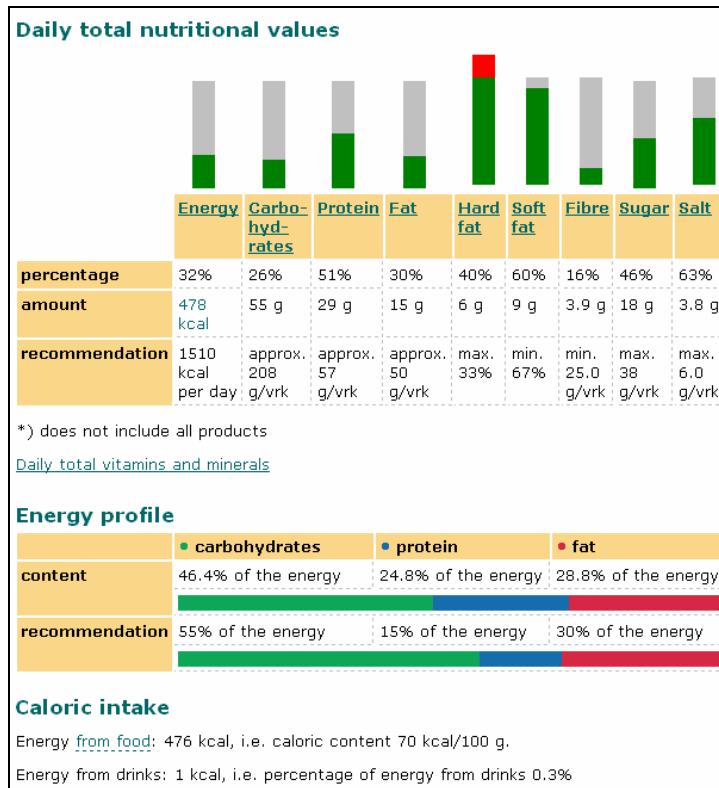 Daily total nutritional values
Energy Carbo- Protein Fat Hard Soft Fibre Sugar Salt
hyd- fat fat
rates
percentage 32% 26% 51% 30% 40% 60% 16% 46% 63%
amount 478 55 g 29 g 15 g 6 g 9 g 3.9 g 18 g 3.8 g
kcal
recommendation 1510 approx. approx. approx. max. min. min. max. max.
kcal 208 57 50 33% 67% 25.0 38 6.0
per day g/vrk g/vrk g/vrk g/vrk g/vrk g/vrk
*) does not include all products
Daily total vitamins and minerals
Energy profile
• carbohydrates • protein • fat
content 46.4% of the energy 24.8% of the energy 28.8% of the energy
recommendation 55% of the energy 15% of the energy 30% of the energy
Caloric intake
Energy from food: 476 kcal, i.e. caloric content 70 kcal/100 g.
Energy from drinks: 1 kcal, i.e. percentage of energy from drinks 0.3%